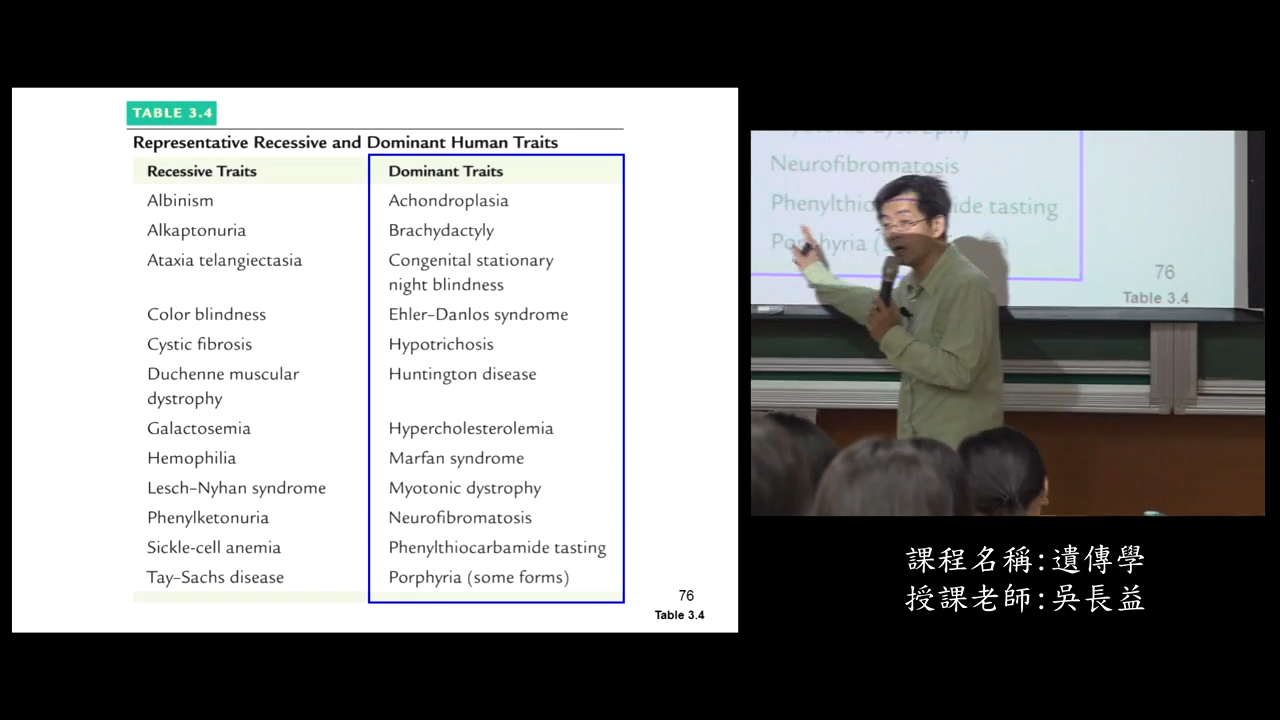 TABLE 3.4
Representative Recessive and Dominant Human Traits
Recessive Traits
Dominant Traits
Albinism
Achondroplasia
Alkaptonuria
Brachydactyly
Ataxia telangiectasia
Congenital stationary
night blindness
Color blindness
Ehler–Danlos syndrome
Cystic fibrosis
Hypotrichosis
Duchenne muscular
dystrophy
Huntington disease
Galactosemia
Hypercholesterolemia
Hemophilia
Marfan syndrome
Lesch–Nyhan syndrome
Myotonic dystrophy
Phenylketonuria
Neurofibromatosis
Sickle-cell anemia
Phenylthiocarbamide tasting
Tay–Sachs disease
Porphyria (some forms)
76
Table 3.4
Neurofibromatosis
tasting
76
Table 3.4
課程名稱:遺傳學
授課老師:吳長益